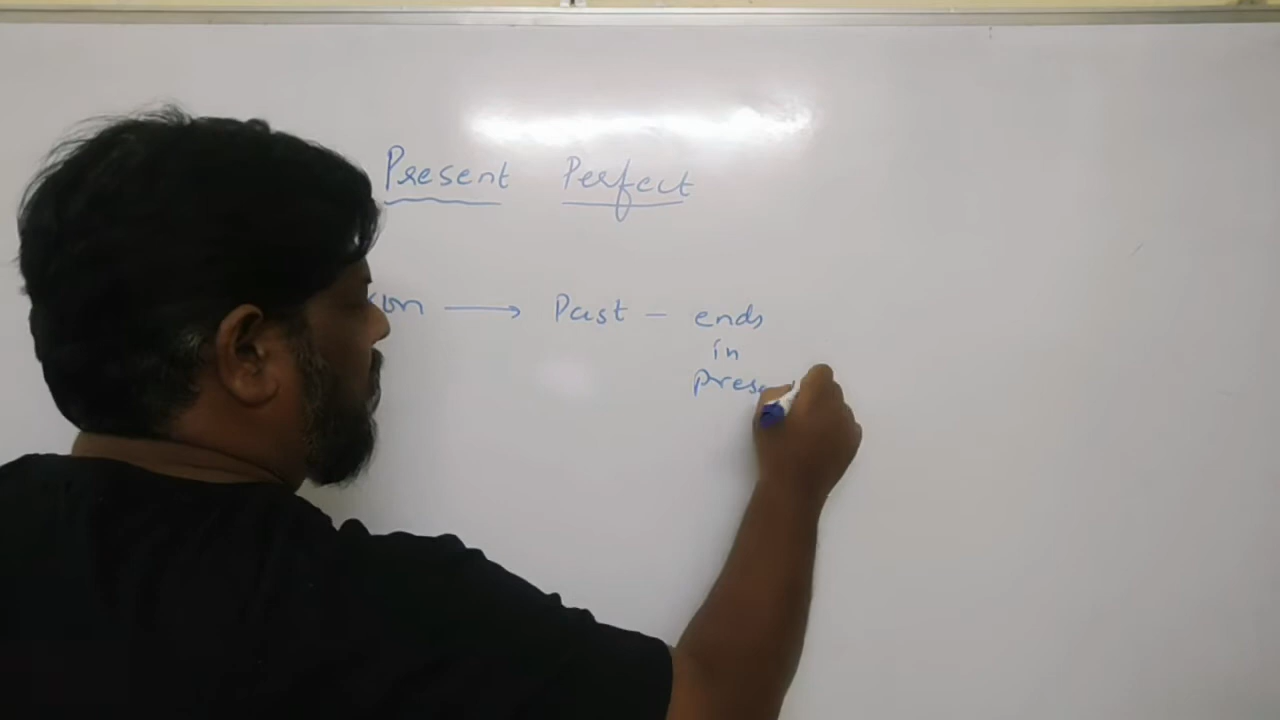 Present Perfect
→ Past – ends
in